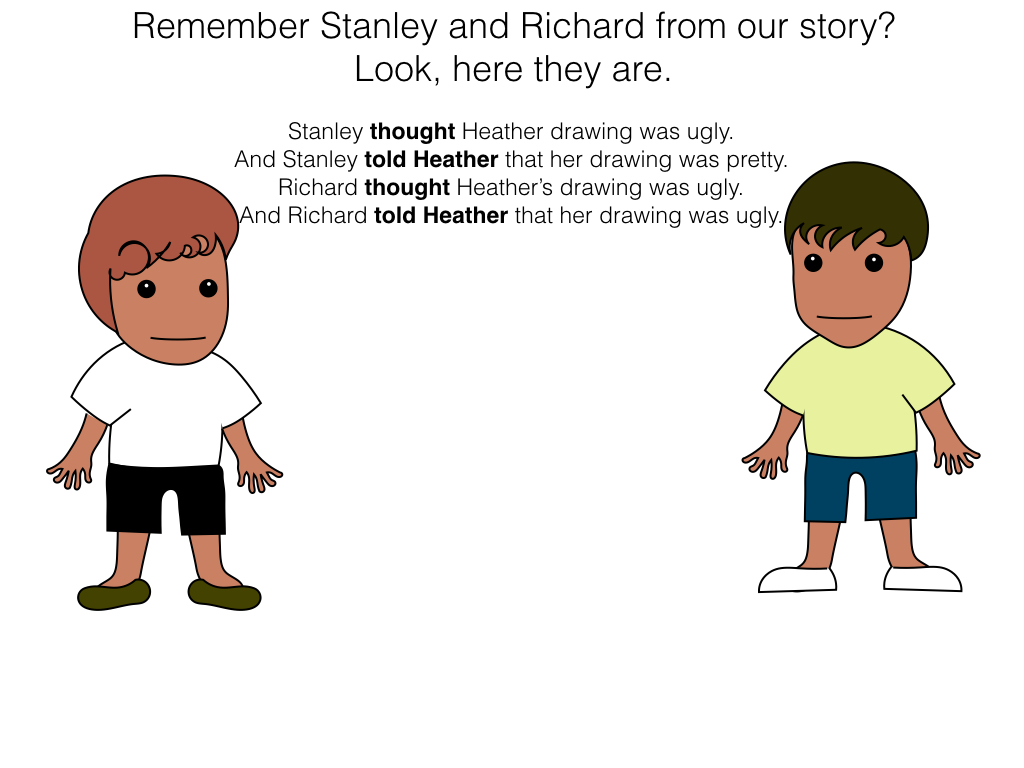 Remember Stanley and Richard from our story?
Look, here they are.
Stanley thought Heather drawing was ugly.
And Stanley told Heather that her drawing was pretty.
Richard thought Heather’s drawing was ugly.
And Richard told Heather that her drawing was ugly.